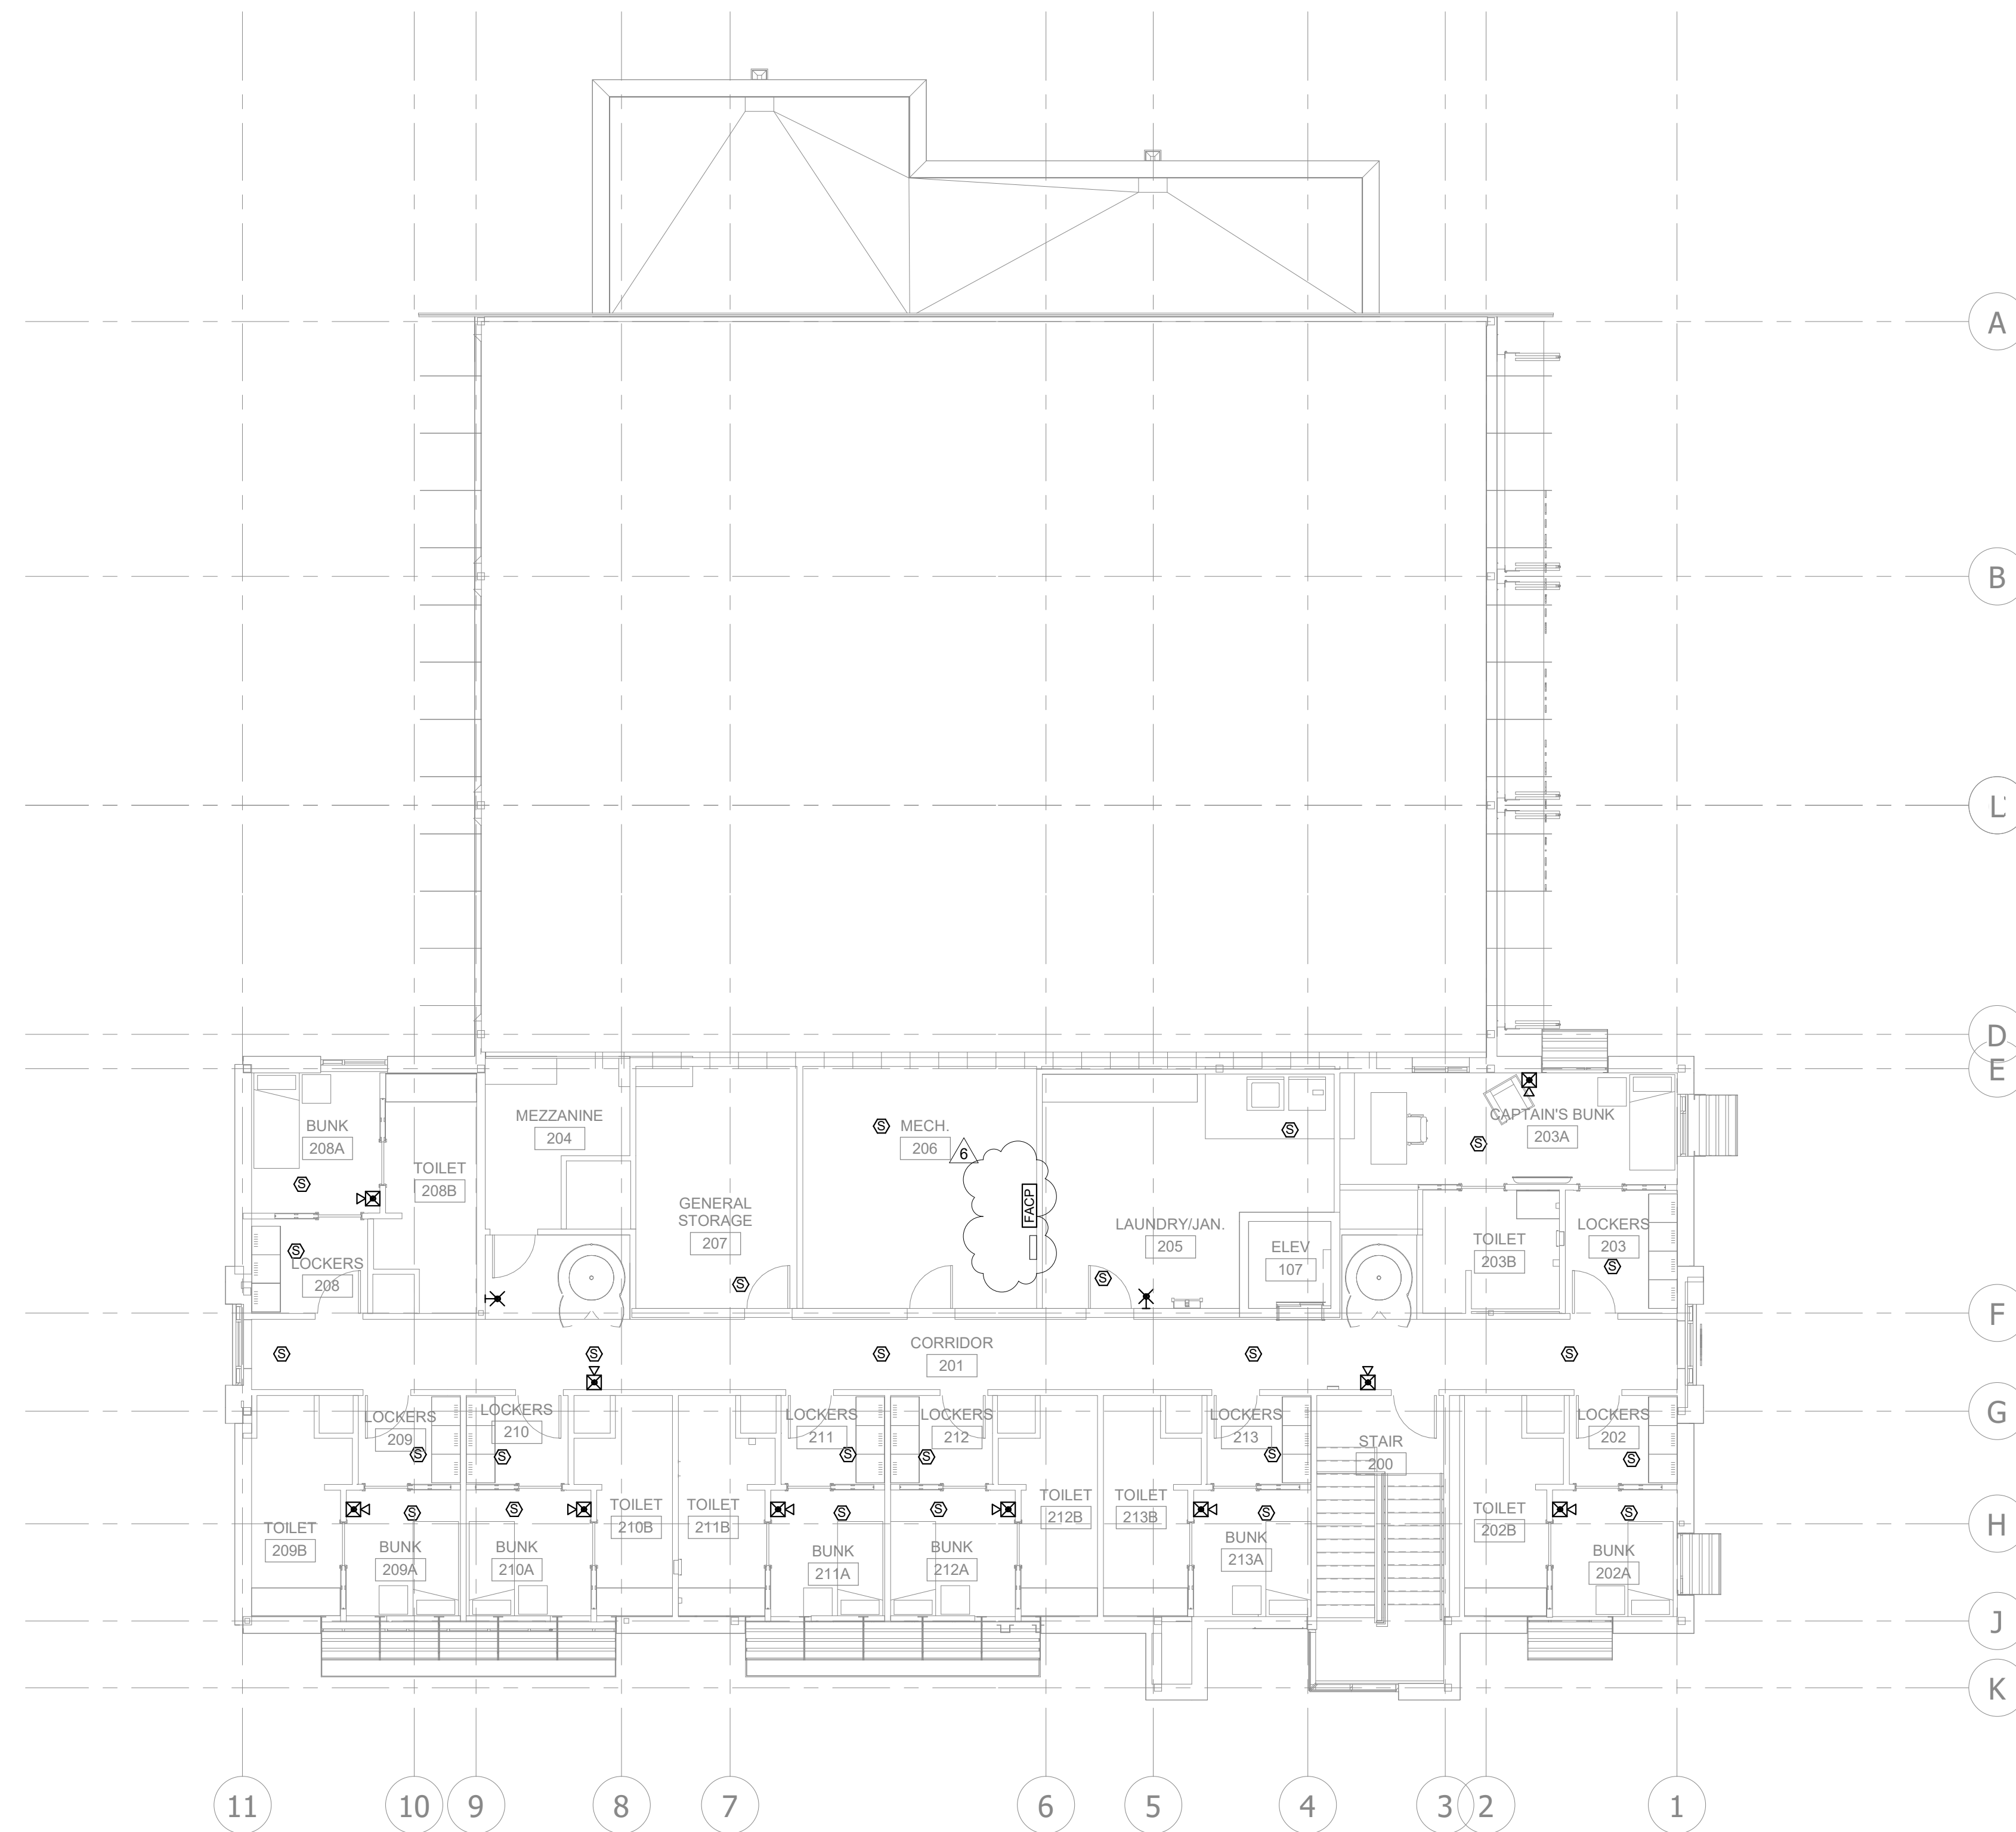 A
B
L
D
E
MEZZANINE
204
BUNK
208A
TOILET
208B
S
S
LOCKERS
208
GENERAL
STORAGE
207
S
S
MECH.
206
6
FACP
LAUNDRY/JAN.
205
S
S
ELEV
107
CAPTAIN'S BUNK
203A
S
TOILET
203B
LOCKERS
203
S
F
CORRIDOR
201
S
S
S
S
S
G
LOCKERS
209
S
LOCKERS
210
S
LOCKERS
211
S
LOCKERS
212
S
LOCKERS
213
S
STAIR
200
LOCKERS
202
S
H
TOILET
209B
BUNK
209A
S
BUNK
210A
S
TOILET
210B
TOILET
211B
BUNK
211A
S
BUNK
212A
S
TOILET
212B
TOILET
213B
BUNK
213A
S
TOILET
202B
BUNK
202A
S
J
K
11
10
9
8
7
6
5
4
3
2
1